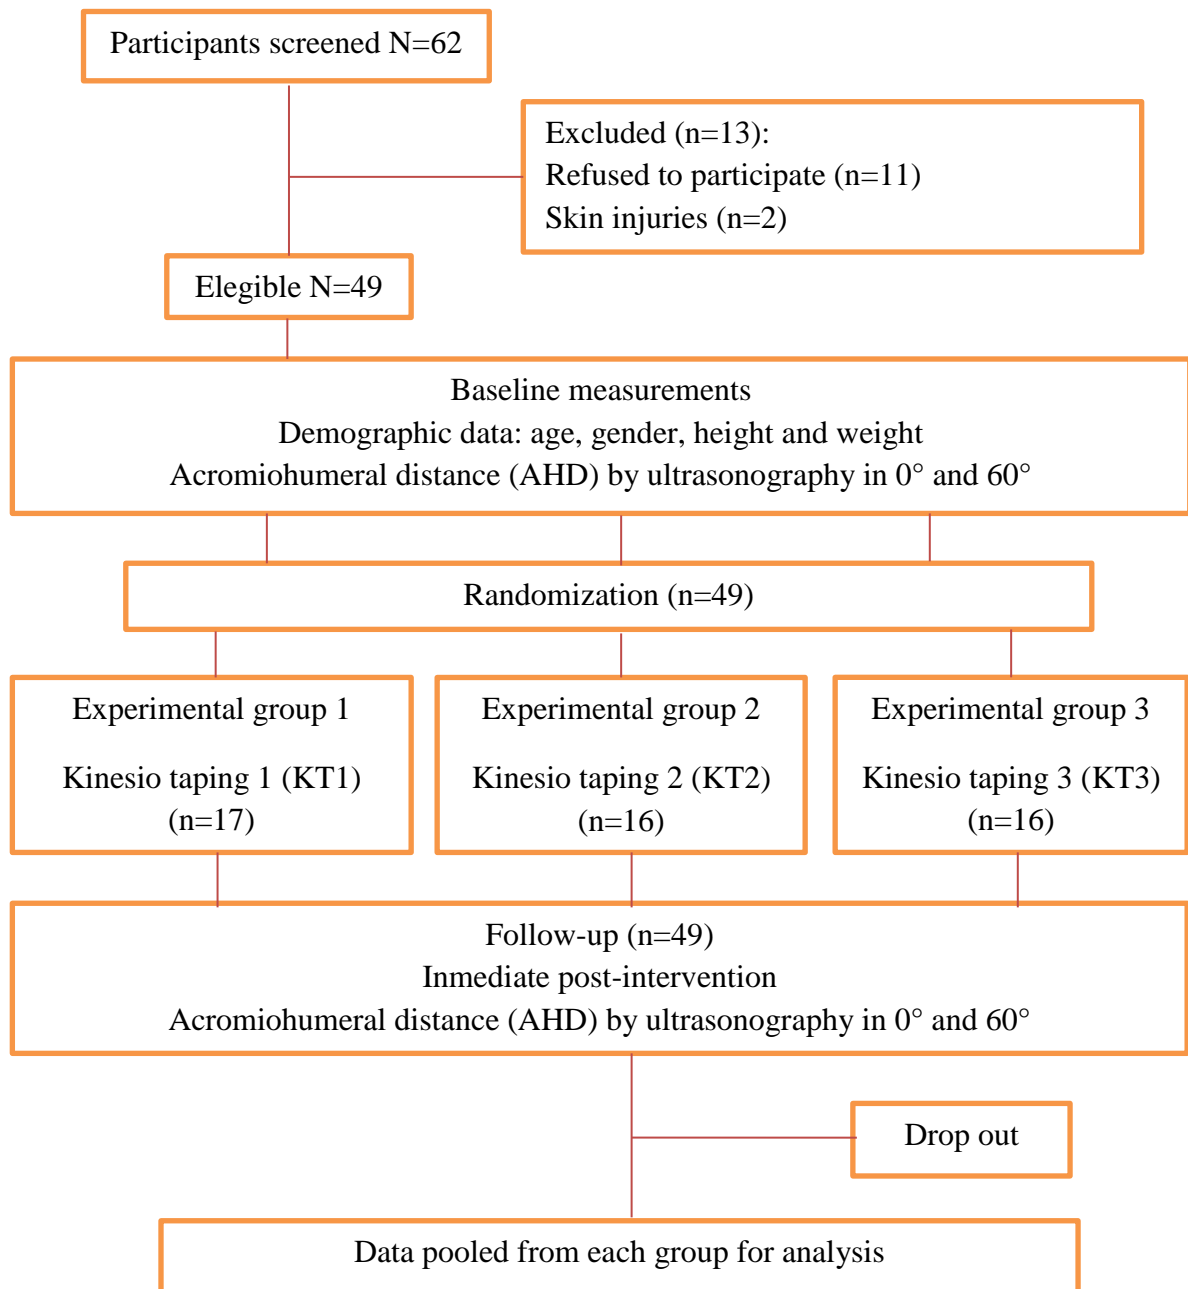 Participants screened N=62
Excluded (n=13):
Refused to participate (n=11)
Skin injuries (n=2)
Elegible N=49
Baseline measurements
Demographic data: age, gender, height and weight
Acromiohumeral distance (AHD) by ultrasonography in 0° and 60°
Randomization (n=49)
Experimental group 1
Kinesio taping 1 (KT1)
(n=17)
Experimental group 2
Kinesio taping 2 (KT2)
(n=16)
Experimental group 3
Kinesio taping 3 (KT3)
(n=16)
Follow-up (n=49)
Inmediate post-intervention
Acromiohumeral distance (AHD) by ultrasonography in 0° and 60°
Drop out
Data pooled from each group for analysis